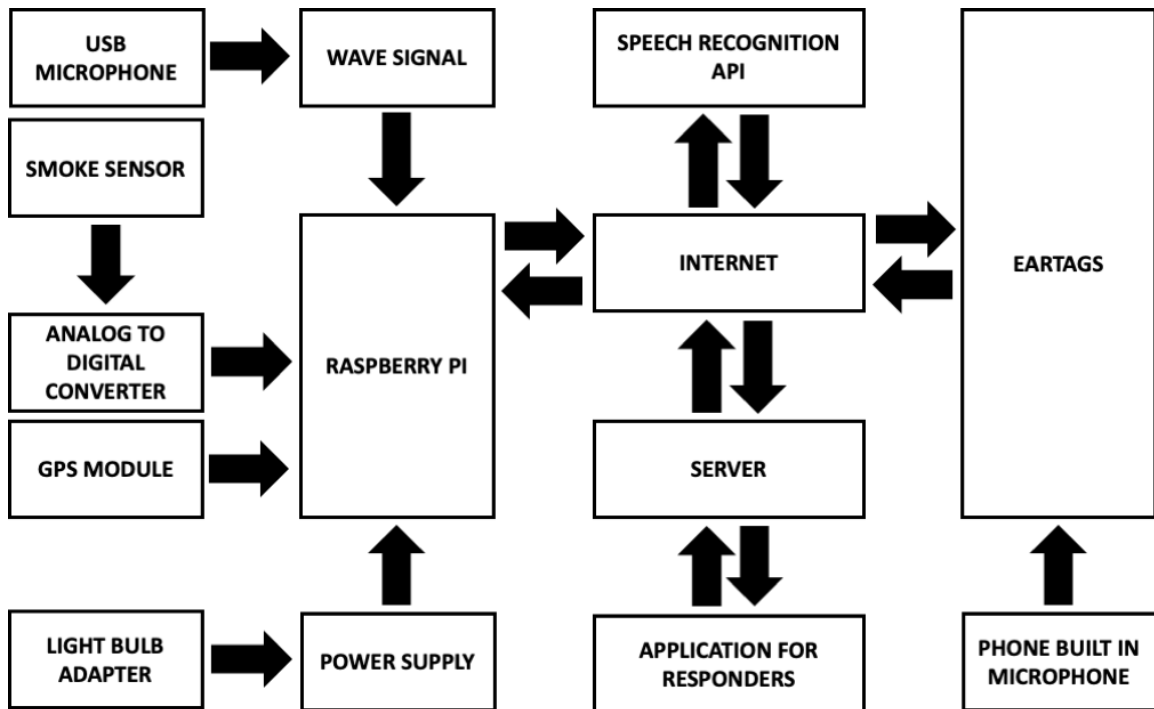 USB
MICROPHONE
WAVE SIGNAL
SPEECH RECOGNITION
API
SMOKE SENSOR
INTERNET
EARTAGS
ANALOG TO
DIGITAL
CONVERTER
RASPBERRY PI
GPS MODULE
SERVER
LIGHT BULB
ADAPTER
POWER SUPPLY
APPLICATION FOR
RESPONDERS
PHONE BUILT IN
MICROPHONE